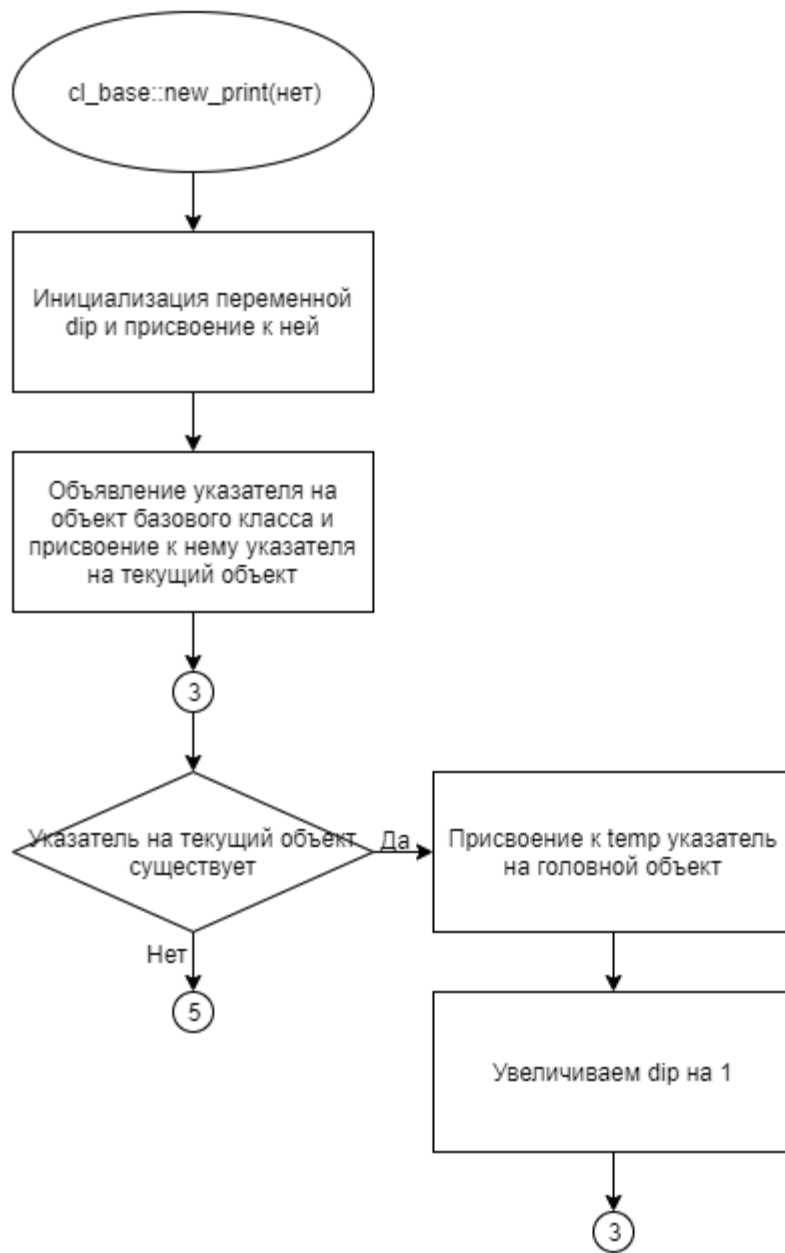 cl_base::new_print(нет)
Инициализация переменной
dip и присвоение к ней
Объявление указателя на
объект базового класса и
присвоение к нему указателя
на текущий объект
3
Указатель на текущий объект
существует
Да
Присвоение к temp указатель
на головной объект
Нет
5
Увеличиваем dip на 1
3